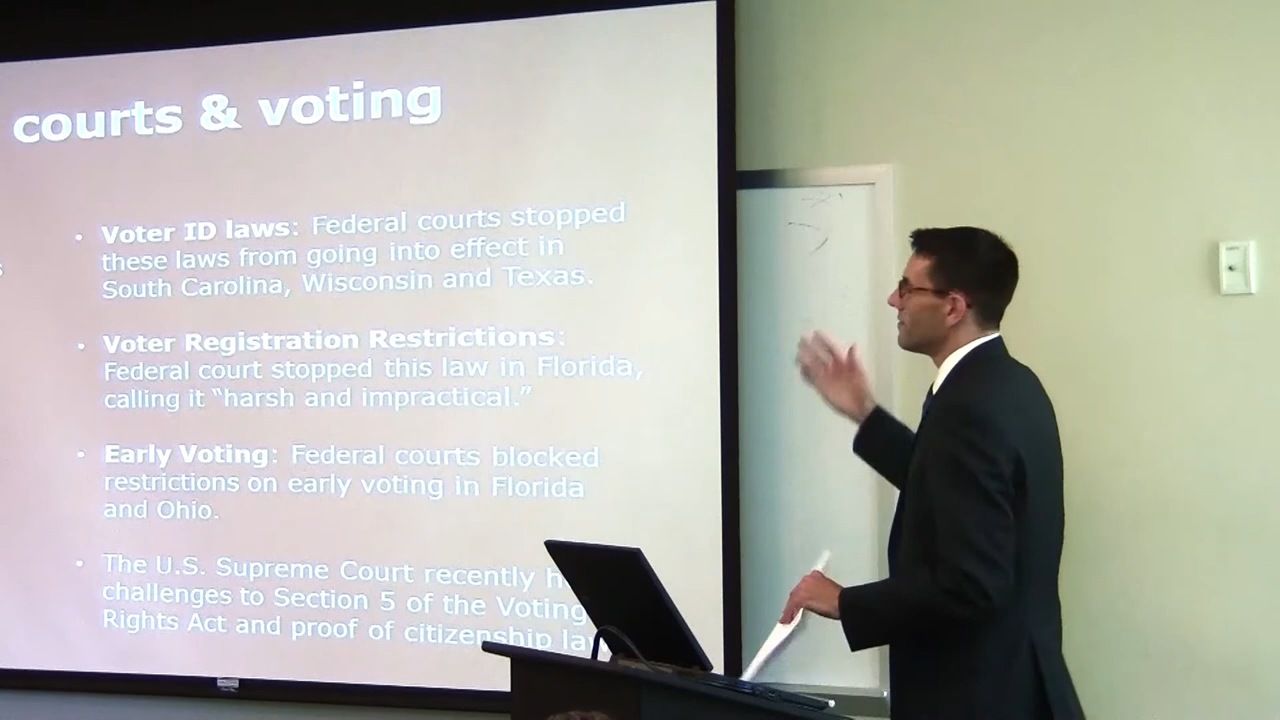 courts & voting
• Voter ID laws: Federal courts stopped
these laws from going into effect in
South Carolina, Wisconsin and Texas.
• Voter Registration Restrictions:
Federal court stopped this law in Florida,
calling it “harsh and impractical.”
• Early Voting: Federal courts blocked
restrictions on early voting in Florida
and Ohio.
• The U.S. Supreme Court recently
challenges to Section 5 of the Voting
Rights Act and proof of citizenship